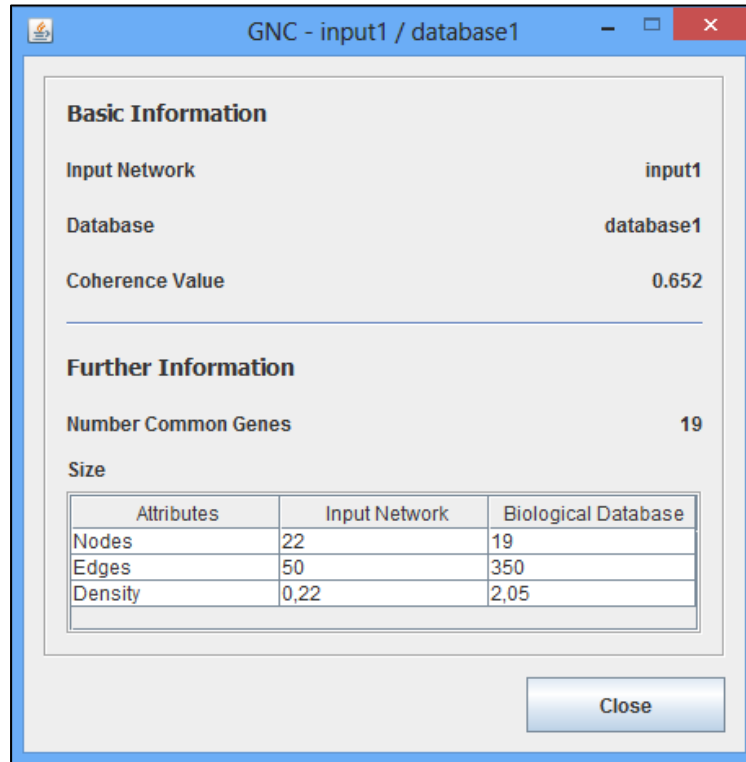 GNC - input1 / database1
Basic Information
Input Network input1
Database database1
Coherence Value 0.652
Further Information
Number Common Genes 19
Size
Attributes Input Network Biological Database
Nodes 22 19
Edges 50 350
Density 0,22 2,05
Close